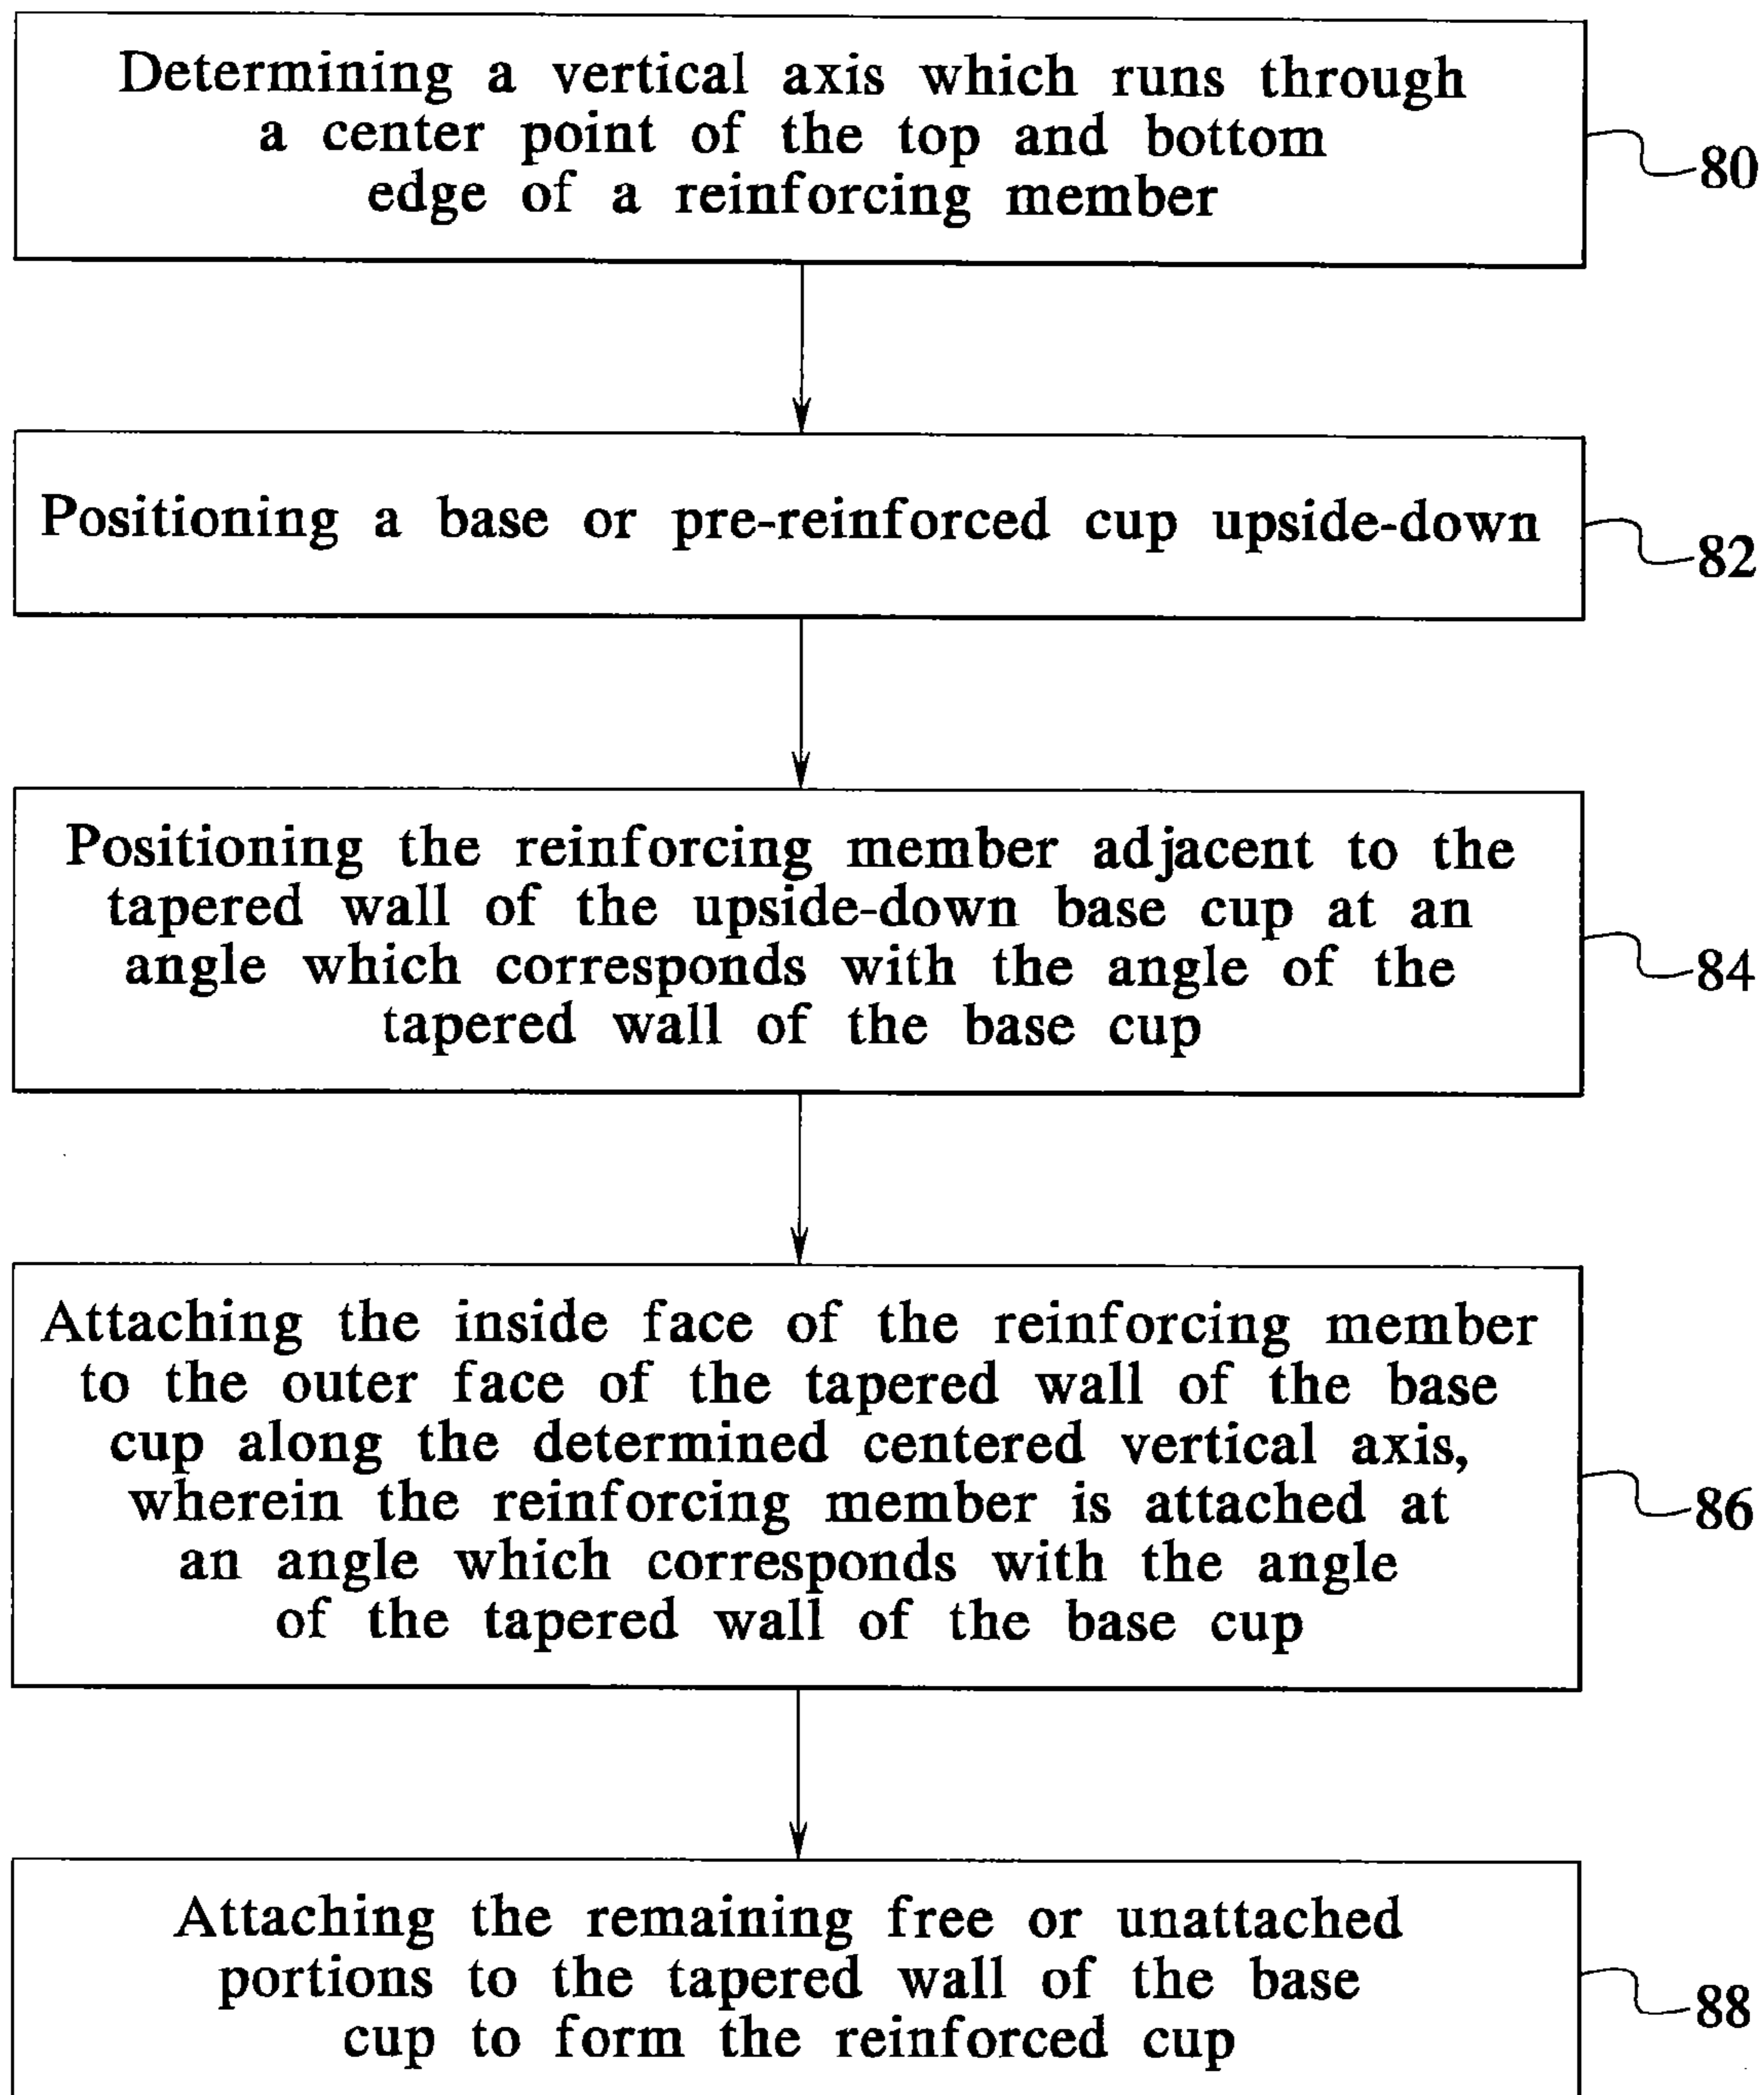 Determining a vertical axis which runs through
a center point of the top and bottom
edge of a reinforcing member
80
Positioning a base or pre-reinforced cup upside-down
82
Positioning the reinforcing member adjacent to the
tapered wall of the upside-down base cup at an
angle which corresponds with the angle of the
tapered wall of the base cup
84
Attaching the inside face of the reinforcing member
to the outer face of the tapered wall of the base
cup along the determined centered vertical axis,
wherein the reinforcing member is attached at
an angle which corresponds with the angle
of the tapered wall of the base cup
86
Attaching the remaining free or unattached
portions to the tapered wall of the base
cup to form the reinforced cup
88